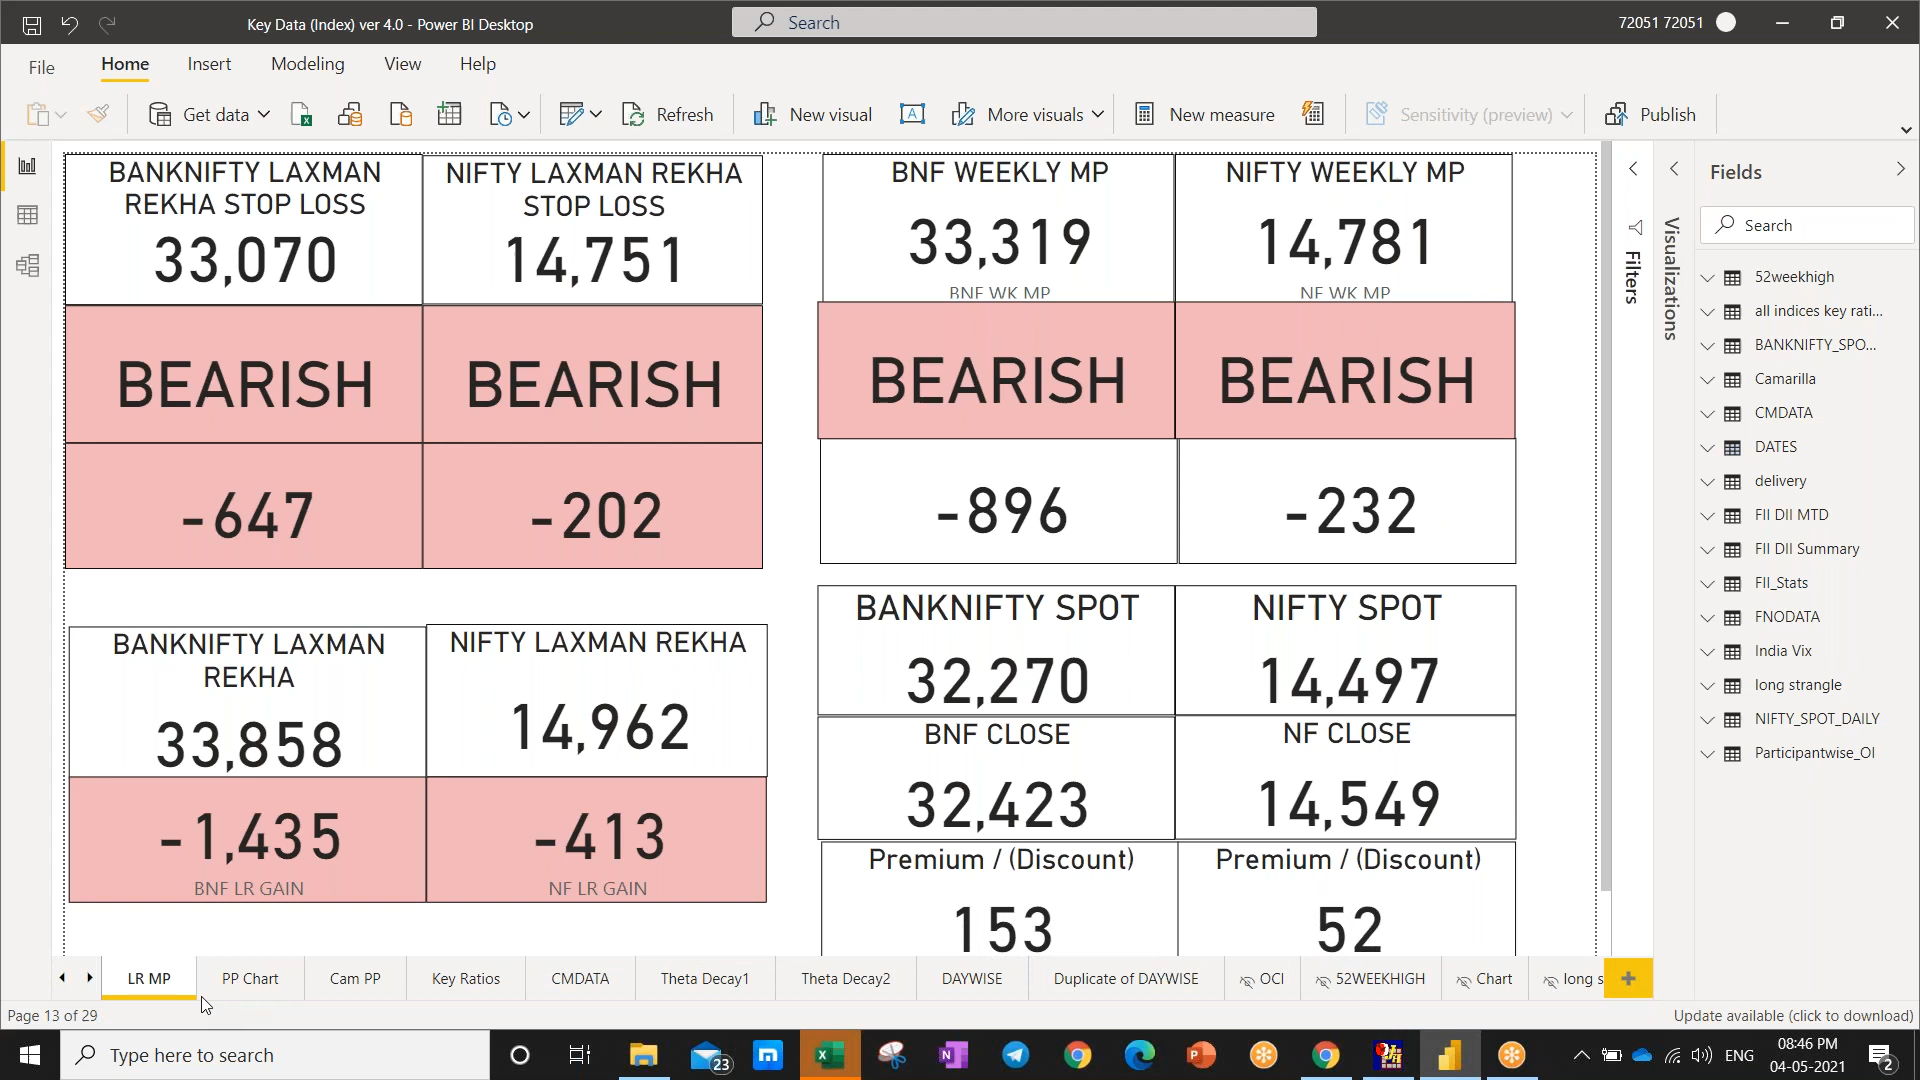 Key Data (Index) ver 4.0 - Power BI Desktop
Search
72051 72051
File
Home
Insert
Modeling
View
Help
Get data
Refresh
New visual
More visuals
New measure
Sensitivity (preview)
Publish
BANKNIFTY LAXMAN
REKHA STOP LOSS
33,070
NIFTY LAXMAN REKHA
STOP LOSS
14,751
BEARISH
BEARISH
-647
-202
BANKNIFTY LAXMAN
REKHA
33,858
NIFTY LAXMAN REKHA
14,962
-1,435
BNF LR GAIN
-413
NF LR GAIN
BNF WEEKLY MP
33,319
BNF WK MP
NIFTY WEEKLY MP
14,781
NF WK MP
BEARISH
BEARISH
-896
-232
BANKNIFTY SPOT
32,270
NIFTY SPOT
14,497
BNF CLOSE
32,423
NF CLOSE
14,549
Premium / (Discount)
153
Premium / (Discount)
52
Filters
Visualizations
Fields
Search
52weekhigh
all indices key rati...
BANKNIFTY_SPO...
Camarilla
CMDATA
DATES
delivery
FII DII MTD
FII DII Summary
FII_Stats
FNODATA
India Vix
long strangle
NIFTY_SPOT_DAILY
Participantwise_OI
LR MP
PP Chart
Cam PP
Key Ratios
CMDATA
Theta Decay1
Theta Decay2
DAYWISE
Duplicate of DAYWISE
OCI
52WEEKHIGH
Chart
long s
Page 13 of 29
Update available (click to download)
Type here to search
23
ENG
08:46 PM
04-05-2021
2